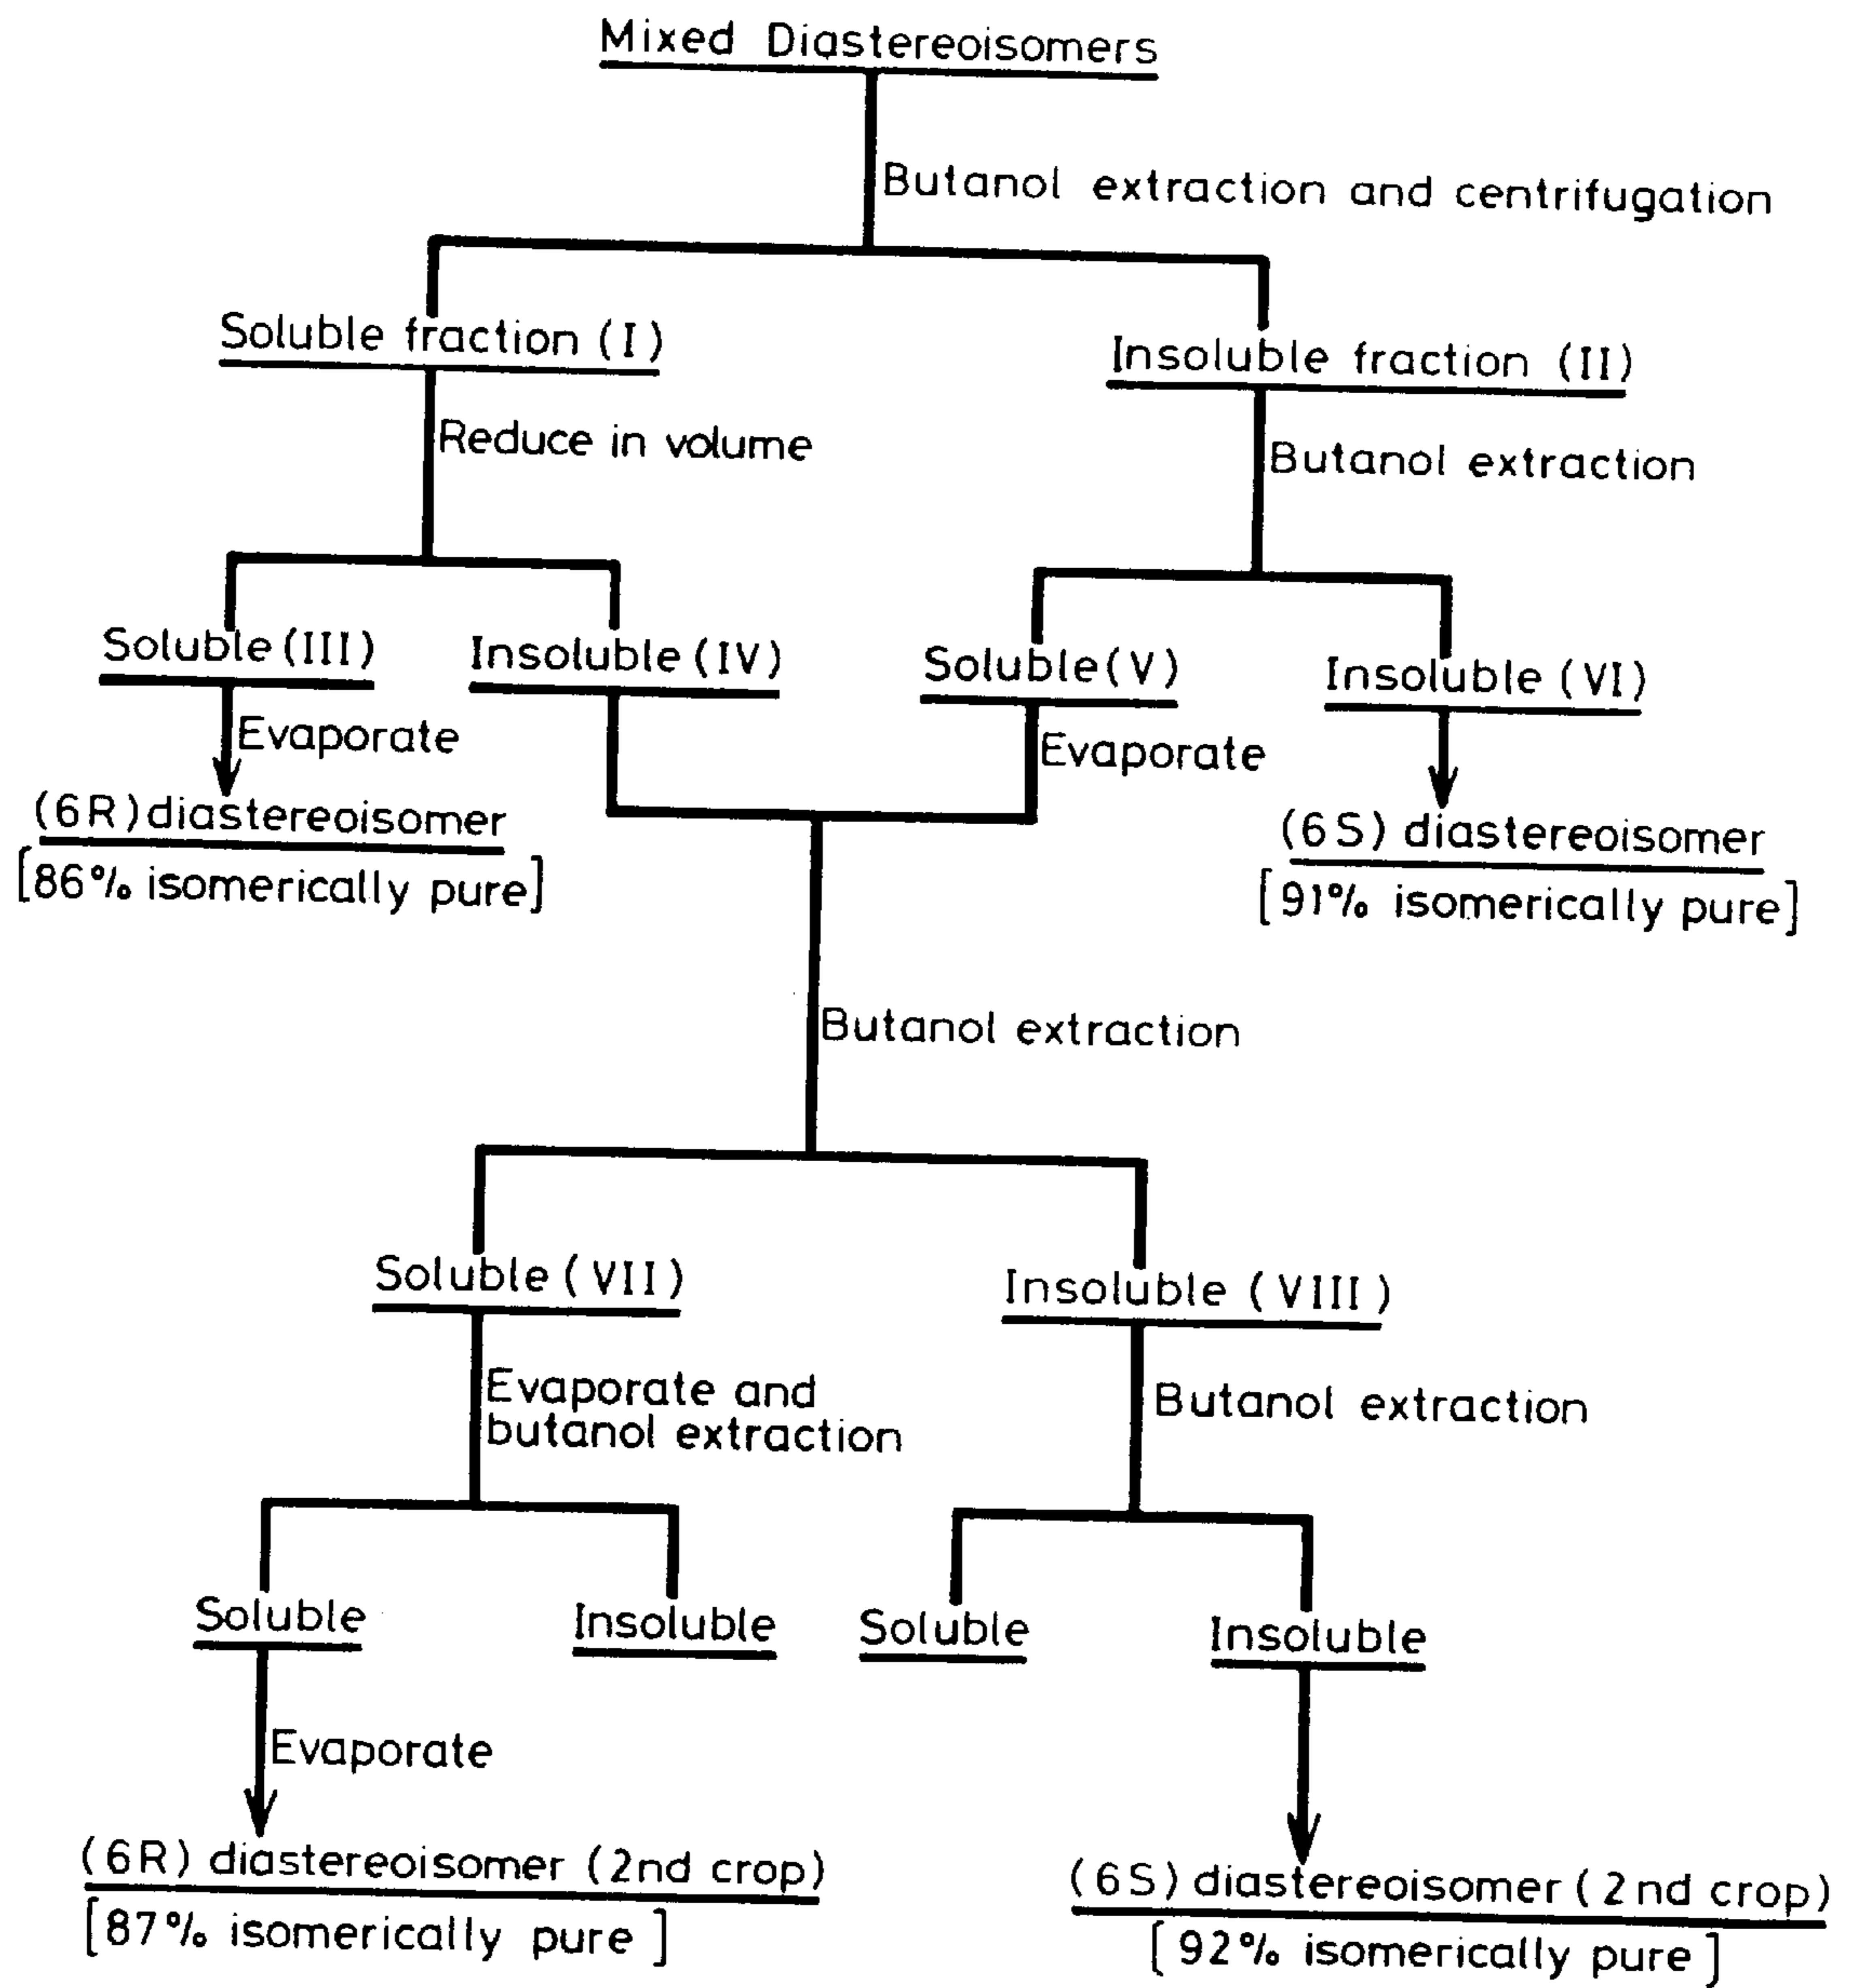 Mixed Diastereoisomers
Butanol extraction and centrifugation
Soluble fraction (I)
Insoluble fraction (II)
Reduce in volume
Butanol extraction
Soluble (III)
Insoluble (IV)
Soluble (V)
Insoluble (VI)
Evaporate
Evaporate
(6R) diastereoisomer
[86% isomerically pure]
(6S) diastereoisomer
[91% isomerically pure]
Butanol extraction
Soluble (VII)
Insoluble (VIII)
Evaporate and
butanol extraction
Butanol extraction
Soluble
Insoluble
Soluble
Insoluble
Evaporate
(6R) diastereoisomer (2nd crop)
[87% isomerically pure]
(6S) diastereoisomer (2nd crop)
[92% isomerically pure]